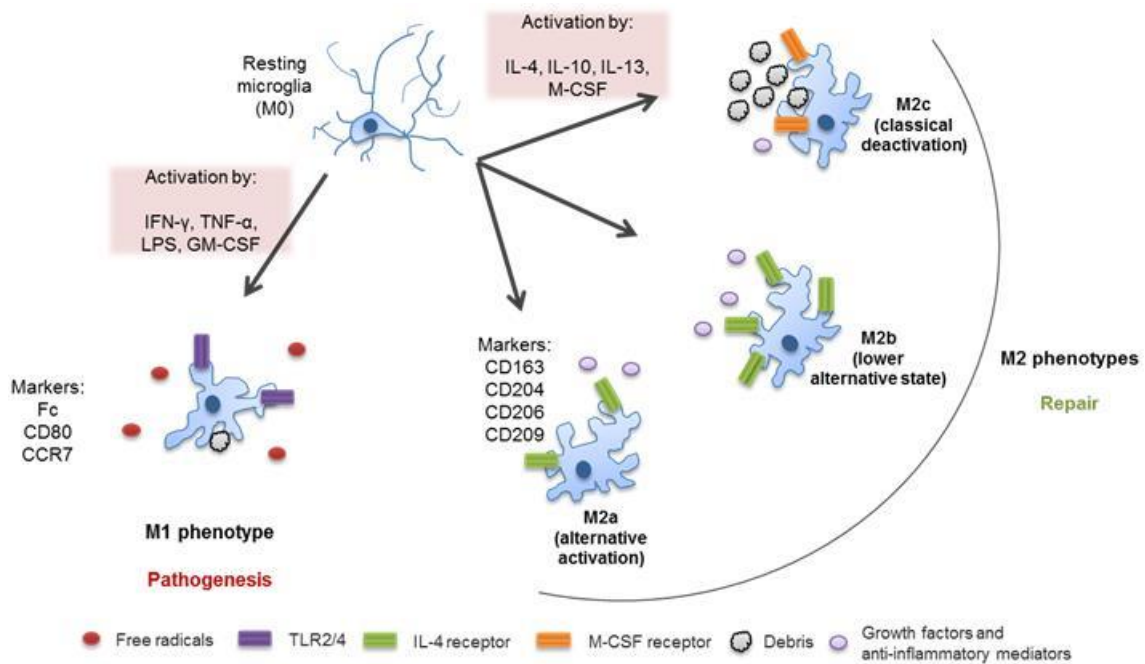 Resting
microglia
(M0)
Activation by:
IL-4, IL-10, IL-13,
M-CSF
M2c
(classical
deactivation)
Activation by:
IFN-γ, TNF-α,
LPS, GM-CSF
Markers:
Fc
CD80
CCR7
M1 phenotype
Pathogenesis
Markers:
CD163
CD204
CD206
CD209
M2a
(alternative
activation)
M2b
(lower
alternative state)
M2 phenotypes
Repair
Free radicals
TLR2/4
IL-4 receptor
M-CSF receptor
Debris
Growth factors and
anti-inflammatory mediators